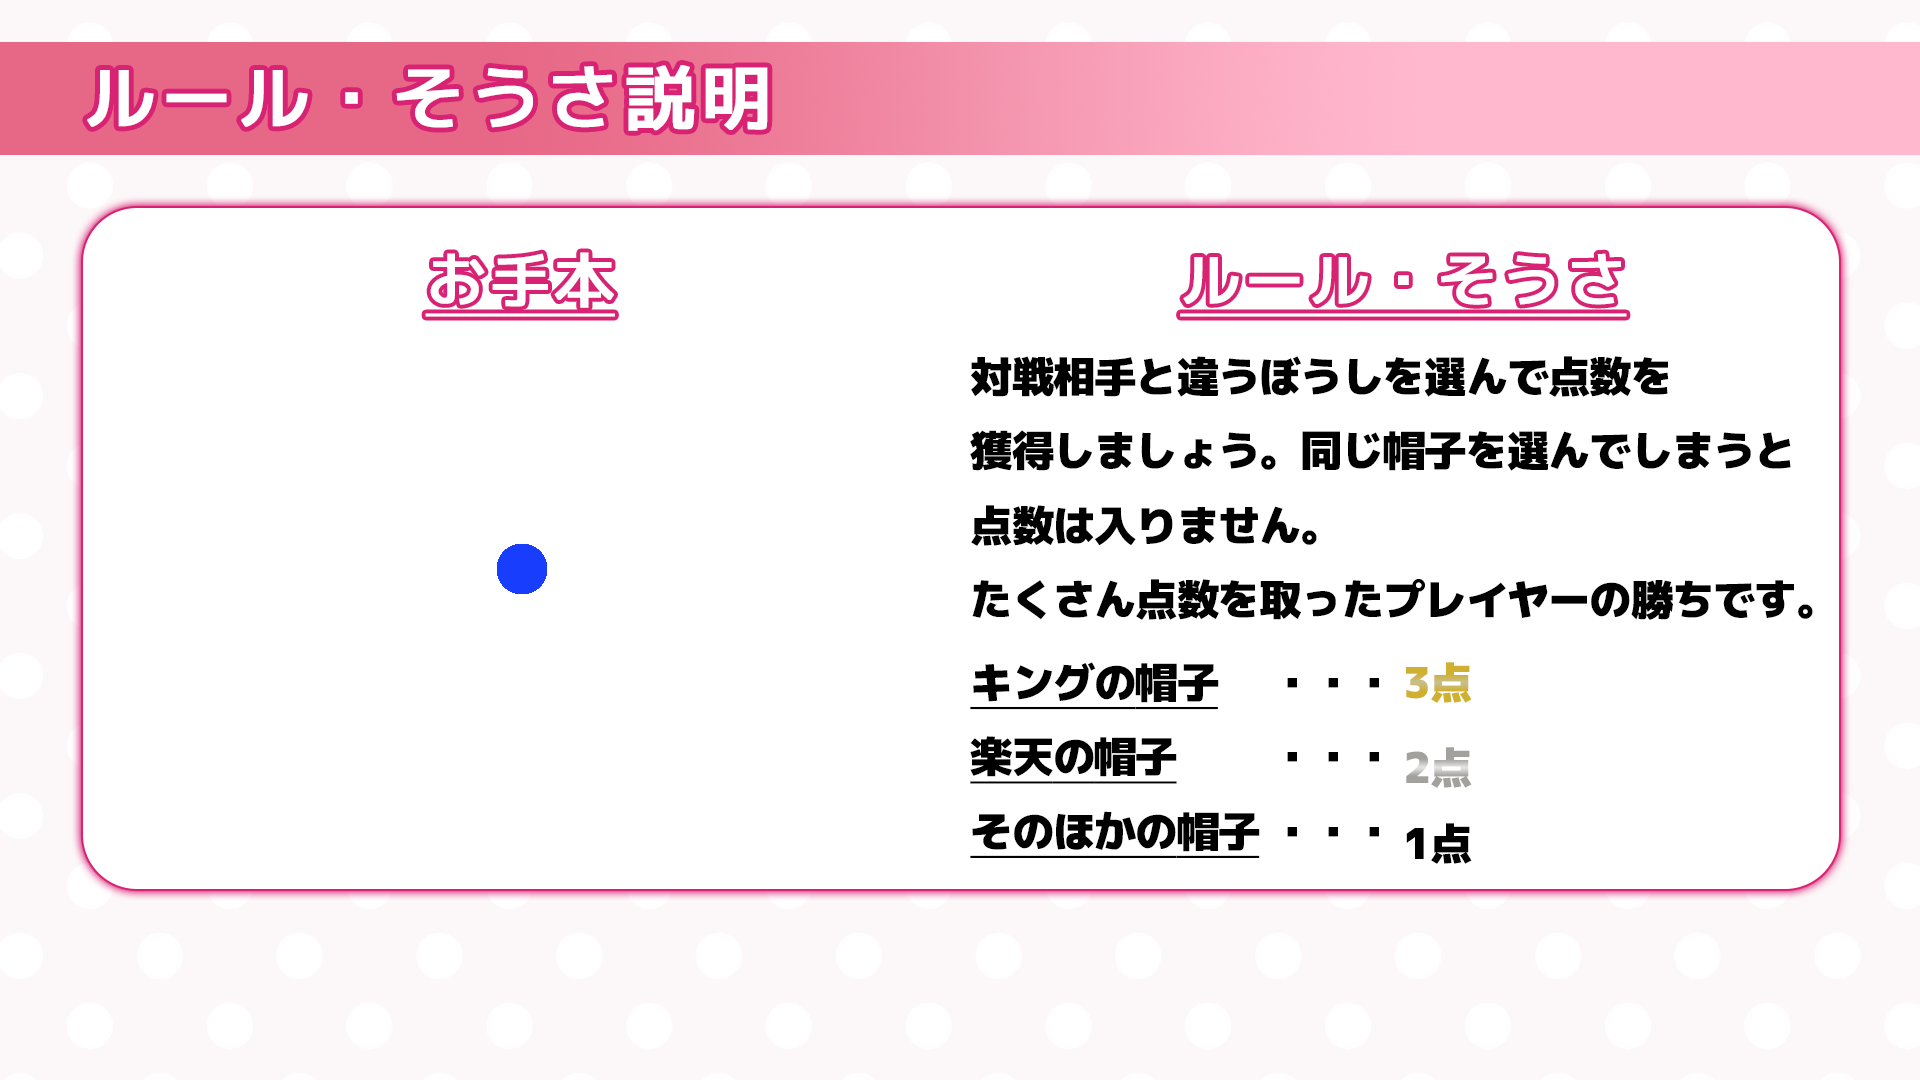 ルール・そうさ説明
お手本
ルール・そうさ
対戦相手と違うぼうしを選んで点数を
獲得しましょう。同じ帽子を選んでしまうと
点数は入りません。
たくさん点数を取ったプレイヤーの勝ちです。
キングの帽子 ・・・ 3点
楽天の帽子 ・・・ 2点
そのほかの帽子 ・・・ 1点